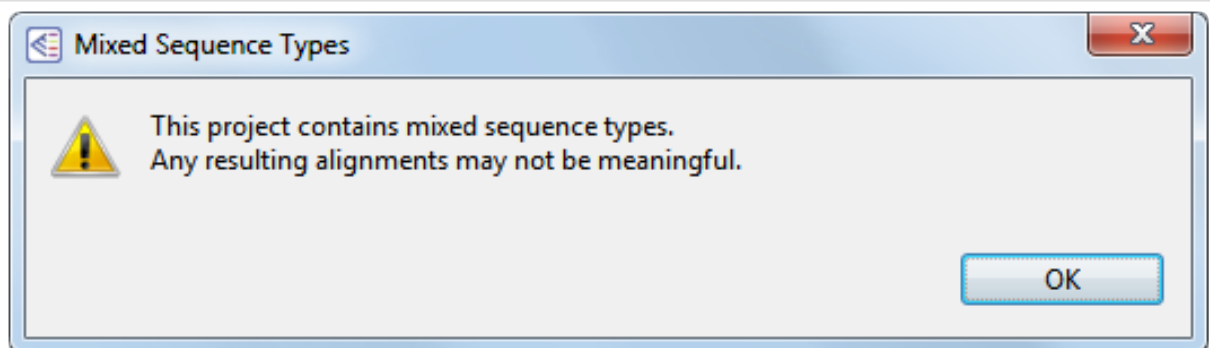 Mixed Sequence Types
This project contains mixed sequence types.
Any resulting alignments may not be meaningful.
OK